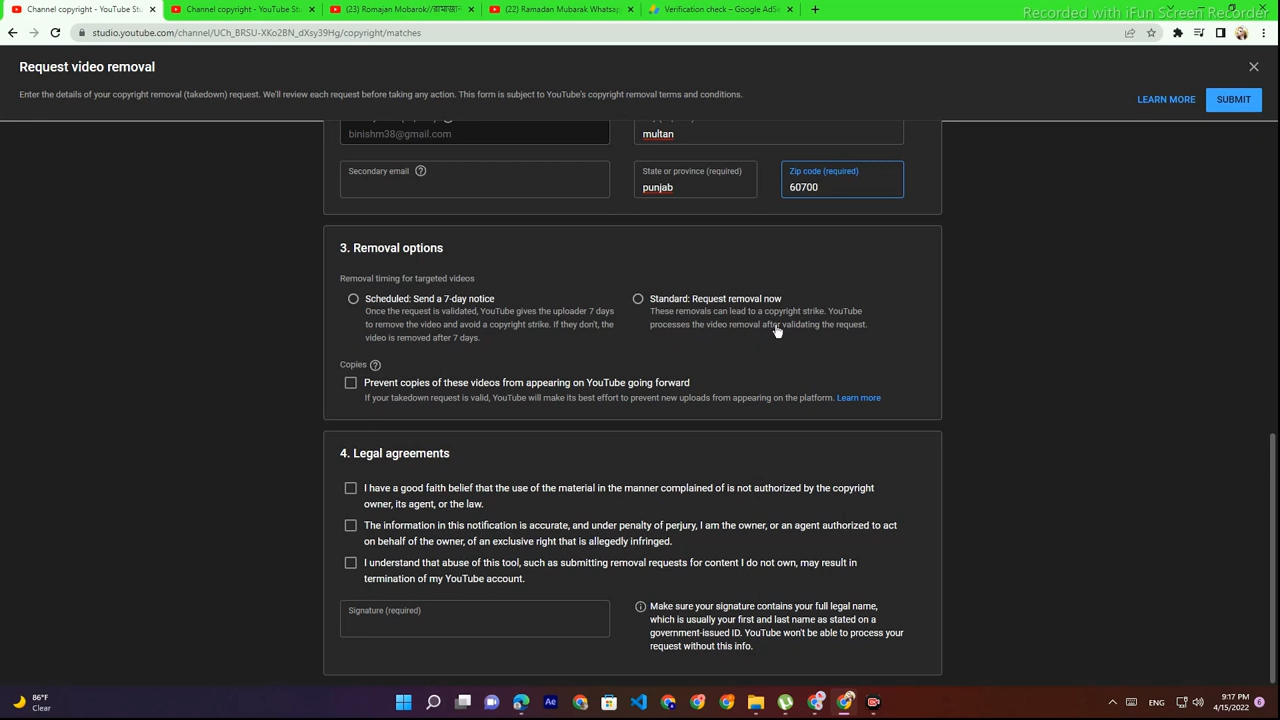 Channel copyright - YouTube Stu
Channel copyright - YouTube Stu
(23) Romajan Mobarok//
(22) Ramadan Mubarak Whatsap
Verification check – Google AdSe
Recorded with iFun Screen Recorder
studio.youtube.com/channel/UCh_BRSU-XKo2BN_dXsy39Hg/copyright/matches
Request video removal
Enter the details of your copyright removal (takedown) request. We'll review each request before taking any action. This form is subject to YouTube's copyright removal terms and conditions.
LEARN MORE
SUBMIT
binishm38@gmail.com
multan
Secondary email
State or province (required)
punjab
Zip code (required)
60700
3. Removal options
Removal timing for targeted videos
Scheduled: Send a 7-day notice
Once the request is validated, YouTube gives the uploader 7 days
to remove the video and avoid a copyright strike. If they don't, the
video is removed after 7 days.
Standard: Request removal now
These removals can lead to a copyright strike. YouTube
processes the video removal after validating the request.
Copies
Prevent copies of these videos from appearing on YouTube going forward
If your takedown request is valid, YouTube will make its best effort to prevent new uploads from appearing on the platform. Learn more
4. Legal agreements
I have a good faith belief that the use of the material in the manner complained of is not authorized by the copyright
owner, its agent, or the law.
The information in this notification is accurate, and under penalty of perjury, I am the owner, or an agent authorized to act
on behalf of the owner, of an exclusive right that is allegedly infringed.
I understand that abuse of this tool, such as submitting removal requests for content I do not own, may result in
termination of my YouTube account.
Signature (required)
Make sure your signature contains your full legal name,
which is usually your first and last name as stated on a
government-issued ID. YouTube won't be able to process your
request without this info.
86°F
Clear
Ae
ENG
9:17 PM
4/15/2022